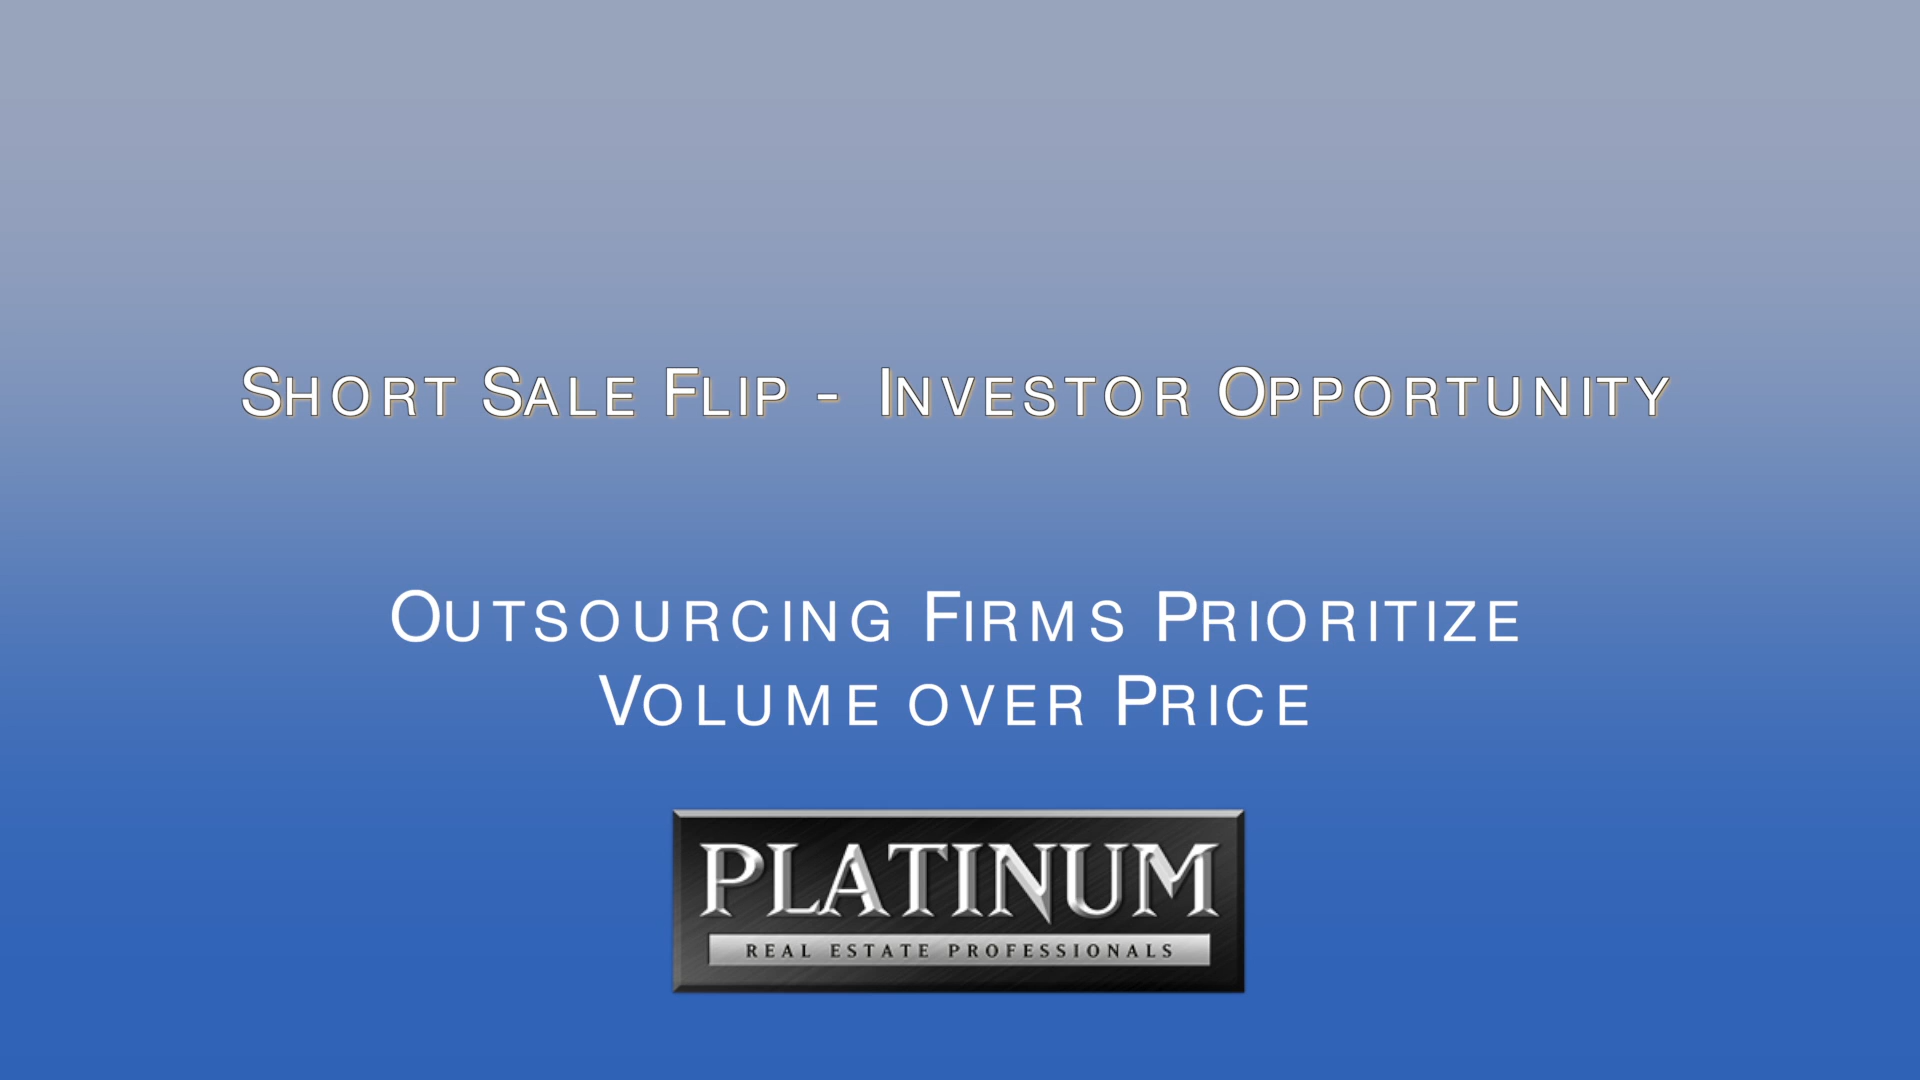 Short Sale Flip - Investor Opportunity
Outsourcing Firms Prioritize
Volume over Price
PLATINUM
REAL ESTATE PROFESSIONALS